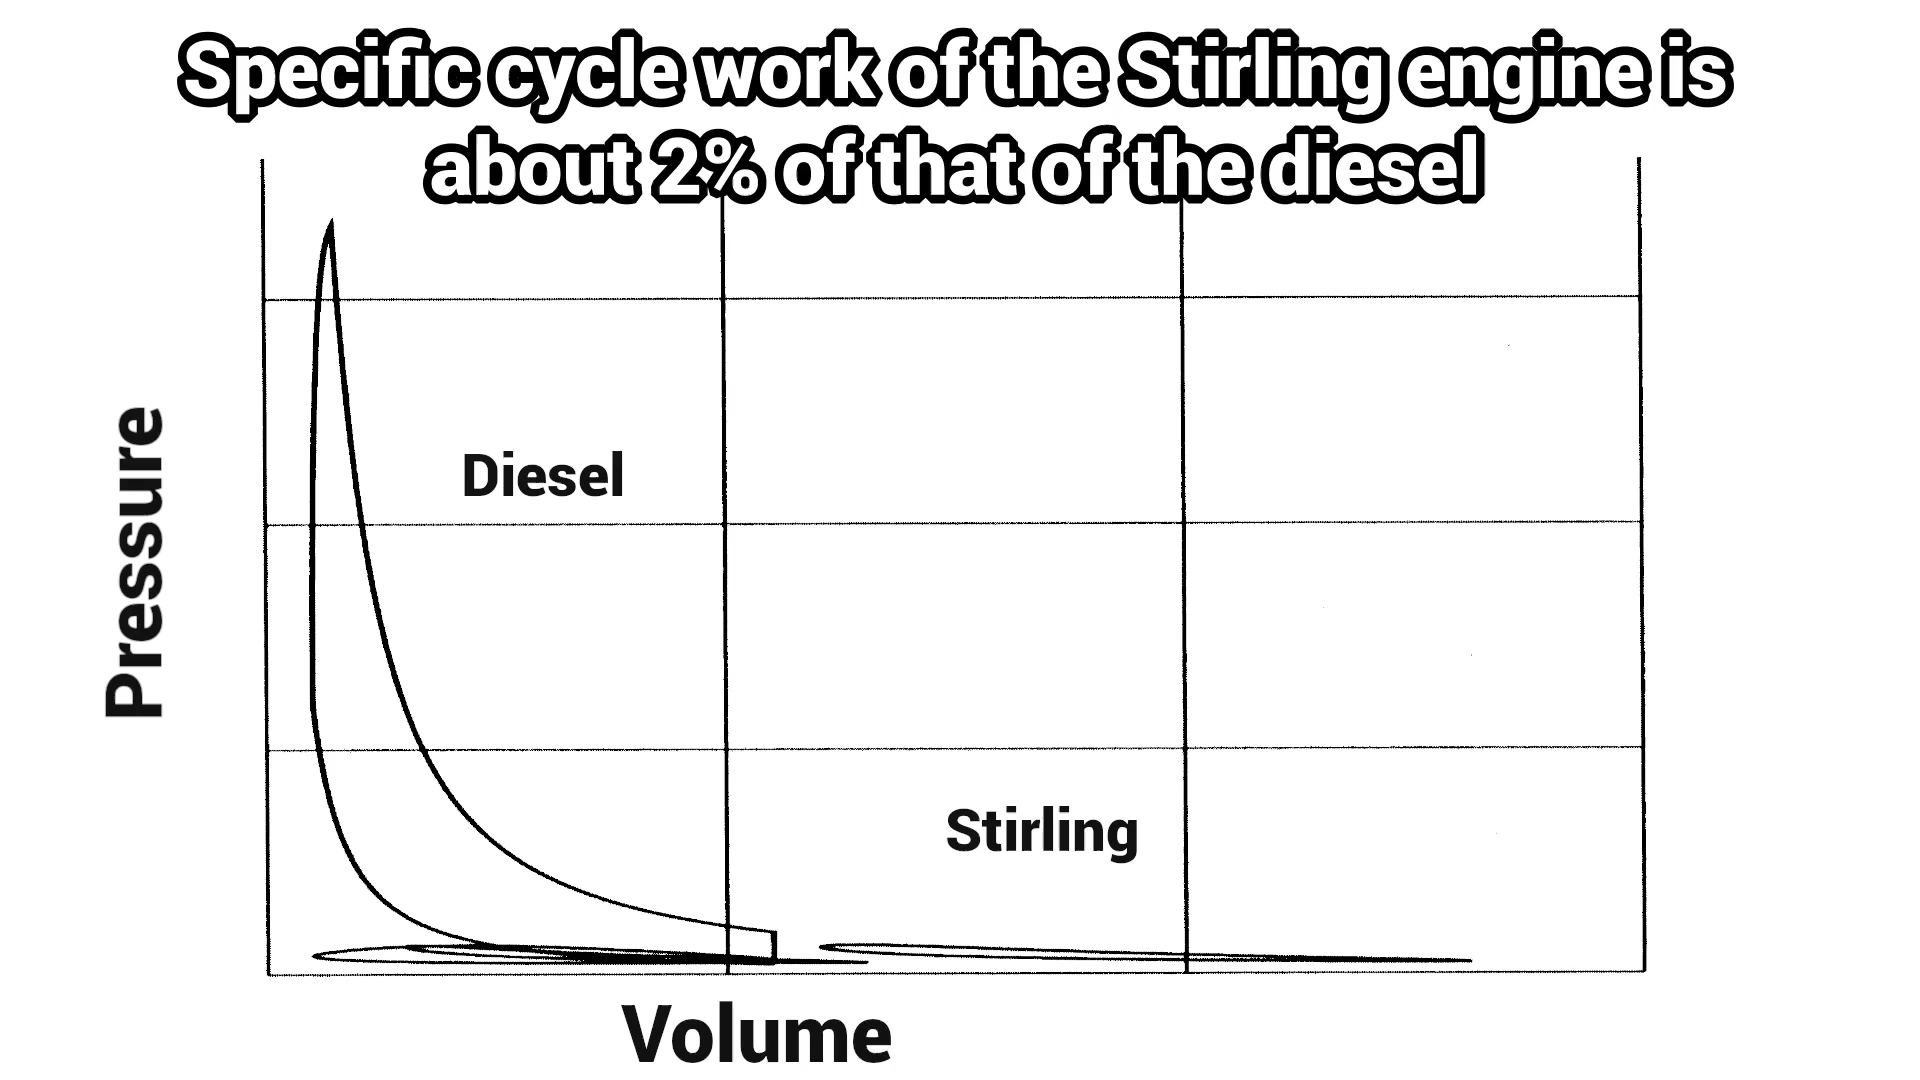 Specific cycle work of the Stirling engine is
about 2% of that of the diesel
Diesel
Pressure
Stirling
Volume